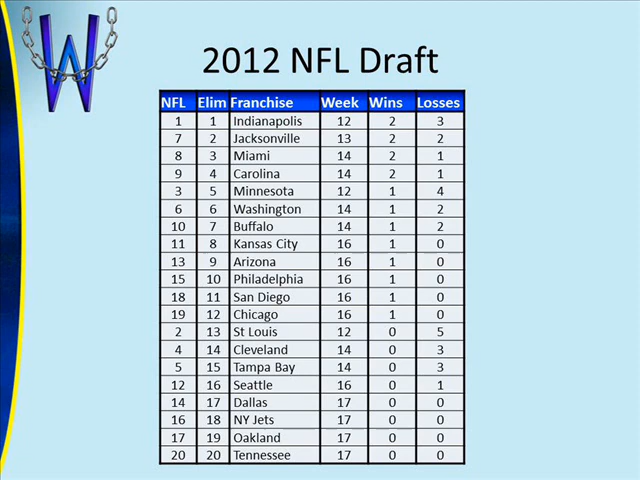 W
2012 NFL Draft
NFL Elim Franchise Week Wins Losses
1 1 Indianapolis 12 2 3
7 2 Jacksonville 13 2 2
8 3 Miami 14 2 1
9 4 Carolina 14 2 1
3 5 Minnesota 12 1 4
6 6 Washington 14 1 2
10 7 Buffalo 14 1 2
11 8 Kansas City 16 1 0
13 9 Arizona 16 1 0
15 10 Philadelphia 16 1 0
18 11 San Diego 16 1 0
19 12 Chicago 16 1 0
2 13 St Louis 12 0 5
4 14 Cleveland 14 0 3
5 15 Tampa Bay 14 0 3
12 16 Seattle 16 0 1
14 17 Dallas 17 0 0
16 18 NY Jets 17 0 0
17 19 Oakland 17 0 0
20 20 Tennessee 17 0 0